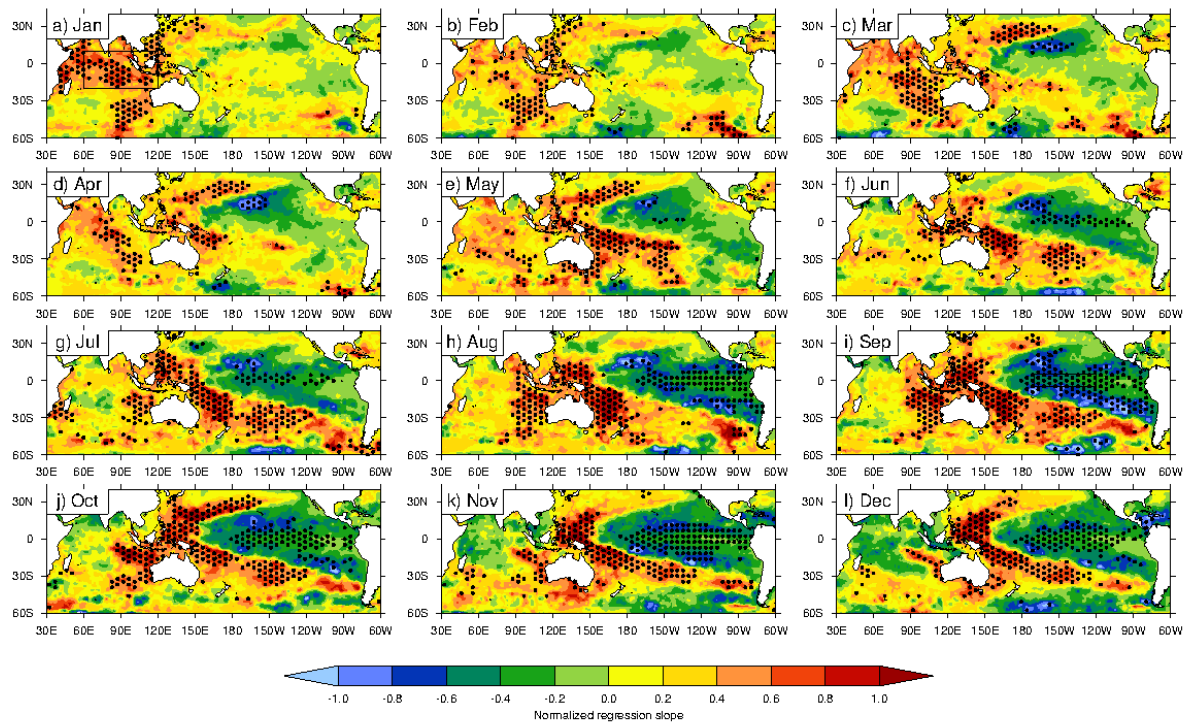 a) Jan
b) Feb
c) Mar
30N
0
30S
60S
30N
0
30S
60S
30N
0
30S
60S
30E 60E 90E 120E 150E 180 150W 120W 90W 60W
30E 60E 90E 120E 150E 180 150W 120W 90W 60W
30E 60E 90E 120E 150E 180 150W 120W 90W 60W
d) Apr
e) May
f) Jun
30N
0
30S
60S
30N
0
30S
60S
30N
0
30S
60S
30E 60E 90E 120E 150E 180 150W 120W 90W 60W
30E 60E 90E 120E 150E 180 150W 120W 90W 60W
30E 60E 90E 120E 150E 180 150W 120W 90W 60W
g) Jul
h) Aug
i) Sep
30N
0
30S
60S
30N
0
30S
60S
30N
0
30S
60S
30E 60E 90E 120E 150E 180 150W 120W 90W 60W
30E 60E 90E 120E 150E 180 150W 120W 90W 60W
30E 60E 90E 120E 150E 180 150W 120W 90W 60W
j) Oct
k) Nov
l) Dec
30N
0
30S
60S
30N
0
30S
60S
30N
0
30S
60S
30E 60E 90E 120E 150E 180 150W 120W 90W 60W
30E 60E 90E 120E 150E 180 150W 120W 90W 60W
30E 60E 90E 120E 150E 180 150W 120W 90W 60W
-1.0 -0.8 -0.6 -0.4 -0.2 0.0 0.2 0.4 0.6 0.8 1.0
Normalized regression slope